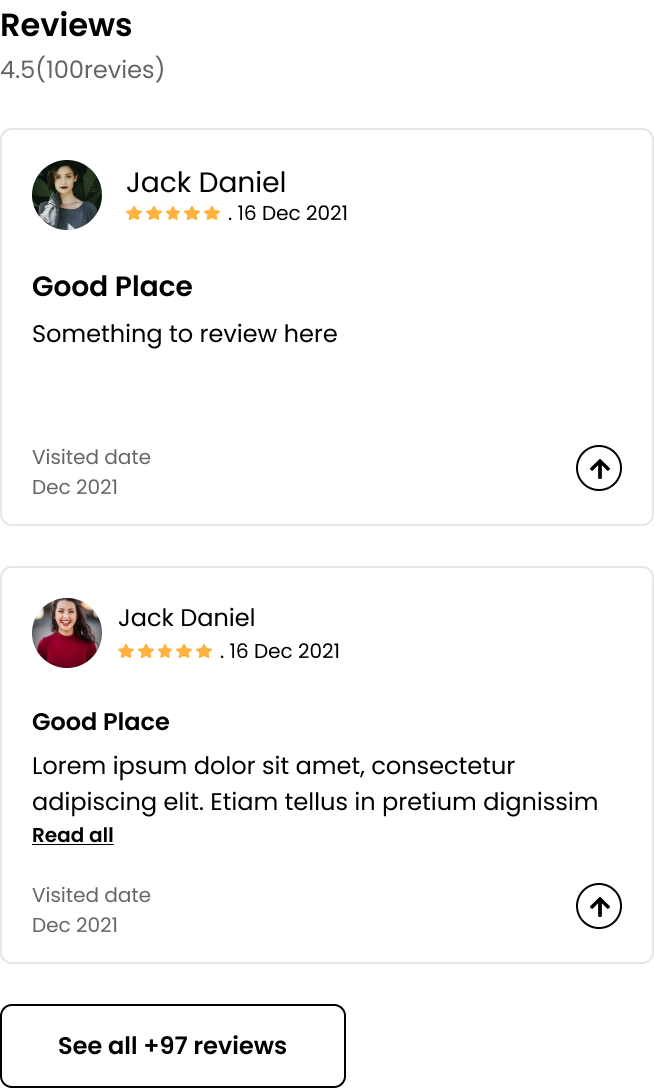 Reviews
4.5(100revies)
Jack Daniel
. 16 Dec 2021
Good Place
Something to review here
Visited date
Dec 2021
Jack Daniel
. 16 Dec 2021
Good Place
Lorem ipsum dolor sit amet, consectetur
adipiscing elit. Etiam tellus in pretium dignissim
Read all
Visited date
Dec 2021
See all +97 reviews